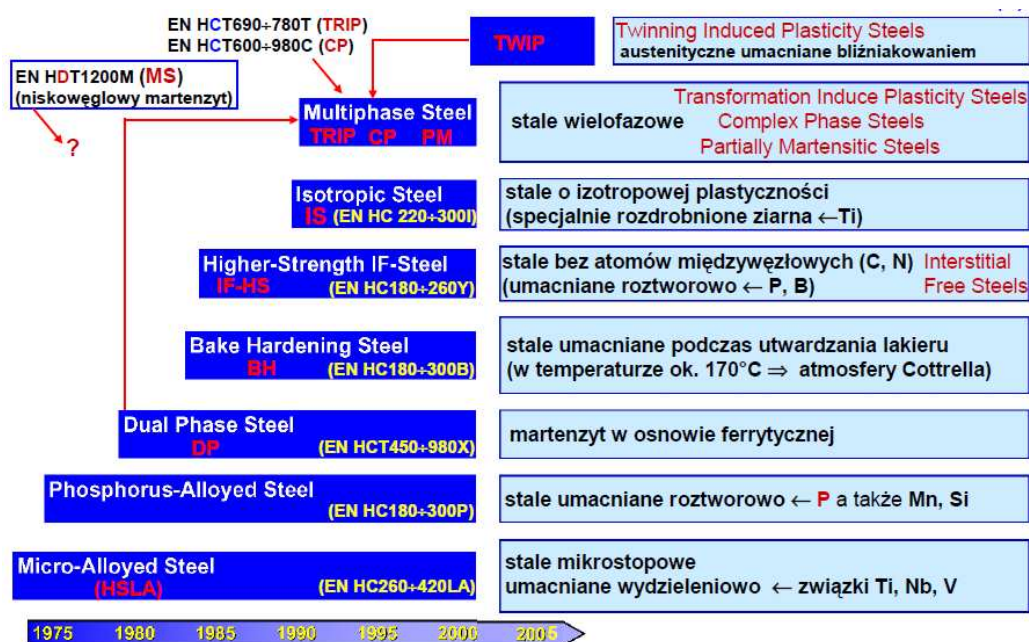 EN HCT690÷780T (TRIP)
EN HCT600÷980C (CP)
TWIP
Twinning Induced Plasticity Steels
austenityczne umacniane bliźniakowaniem
EN HDT1200M (MS)
(niskowęglowy martenzyt)
?
Multiphase Steel
TRIP CP PM
stale wielofazowe
Transformation Induce Plasticity Steels
Complex Phase Steels
Partially Martensitic Steels
Isotropic Steel
IS (EN HC 220÷300I)
stale o izotropowej plastyczności
(specjalnie rozdrobnione ziarna ←Ti)
Higher-Strength IF-Steel
IF-HS (EN HC180÷260Y)
stale bez atomów międzywęzłowych (C, N) Interstitial
(umacniane roztworowo ← P, B) Free Steels
Bake Hardening Steel
BH (EN HC180÷300B)
stale umacniane podczas utwardzania lakieru
(w temperaturze ok. 170°C ⇒ atmosfery Cottrella)
Dual Phase Steel
DP (EN HCT450÷980X)
martenzyt w osnowie ferrytycznej
Phosphorus-Alloyed Steel
(EN HC180÷300P)
stale umacniane roztworowo ← P a także Mn, Si
Micro-Alloyed Steel
(HSLA) (EN HC260÷420LA)
stale mikrostopowe
umacniane wydzieleniowo ← związki Ti, Nb, V
1975 1980 1985 1990 1995 2000 2005